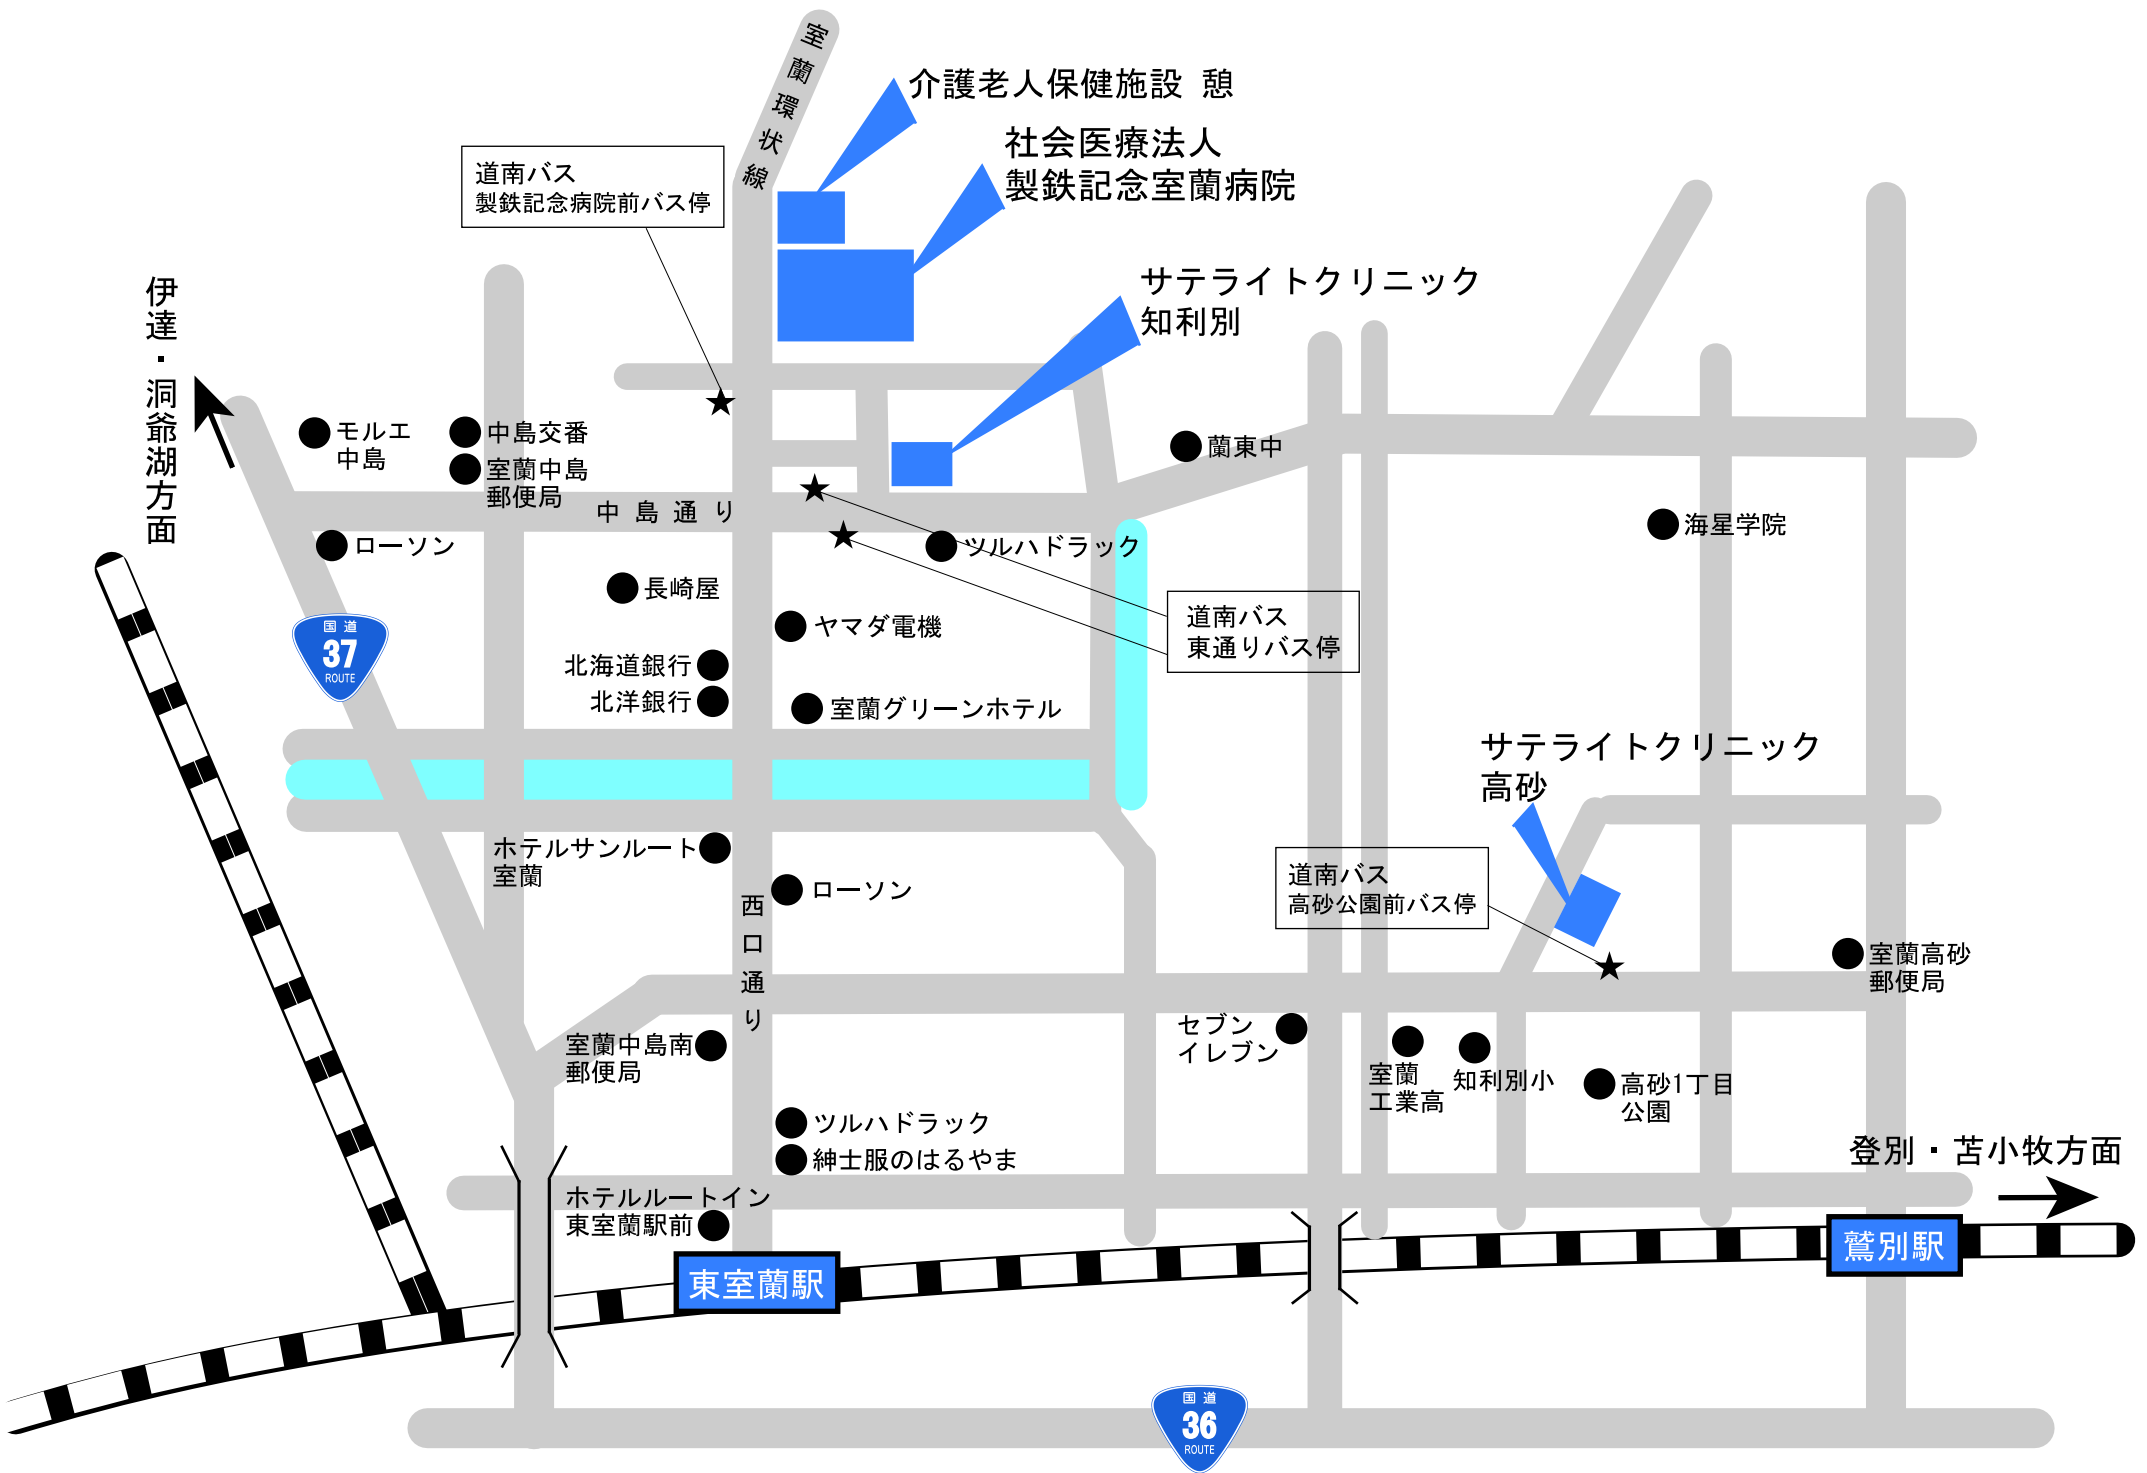 室蘭環状線
介護老人保健施設 憩
社会医療法人
製鉄記念室蘭病院
道南バス
製鉄記念病院前バス停
サテライトクリニック
知利別
伊達・洞爺湖方面
モルエ
中島
中島交番
室蘭中島
郵便局
蘭東中
中島通り
海星学院
ローソン
ツルハドラック
長崎屋
ヤマダ電機
道南バス
東通りバス停
国道
37
ROUTE
北海道銀行
北洋銀行
室蘭グリーンホテル
サテライトクリニック
高砂
ホテルサンルート
室蘭
ローソン
西口通り
道南バス
高砂公園前バス停
室蘭高砂
郵便局
室蘭中島南
郵便局
セブン
イレブン
室蘭
工業高
知利別小
高砂1丁目
公園
ツルハドラック
紳士服のはるやま
登別・苫小牧方面
ホテルルートイン
東室蘭駅前
東室蘭駅
鷲別駅
国道
36
ROUTE